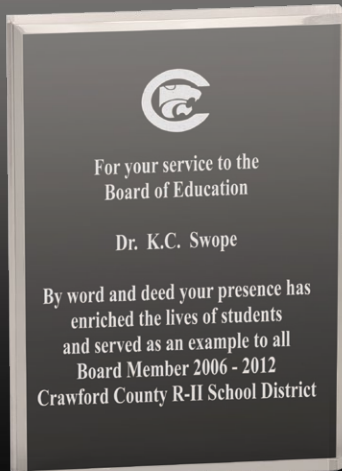 For your service to the
Board of Education
Dr. K.C. Swope
By word and deed your presence has
enriched the lives of students
and served as an example to all
Board Member 2006 - 2012
Crawford County R-II School District